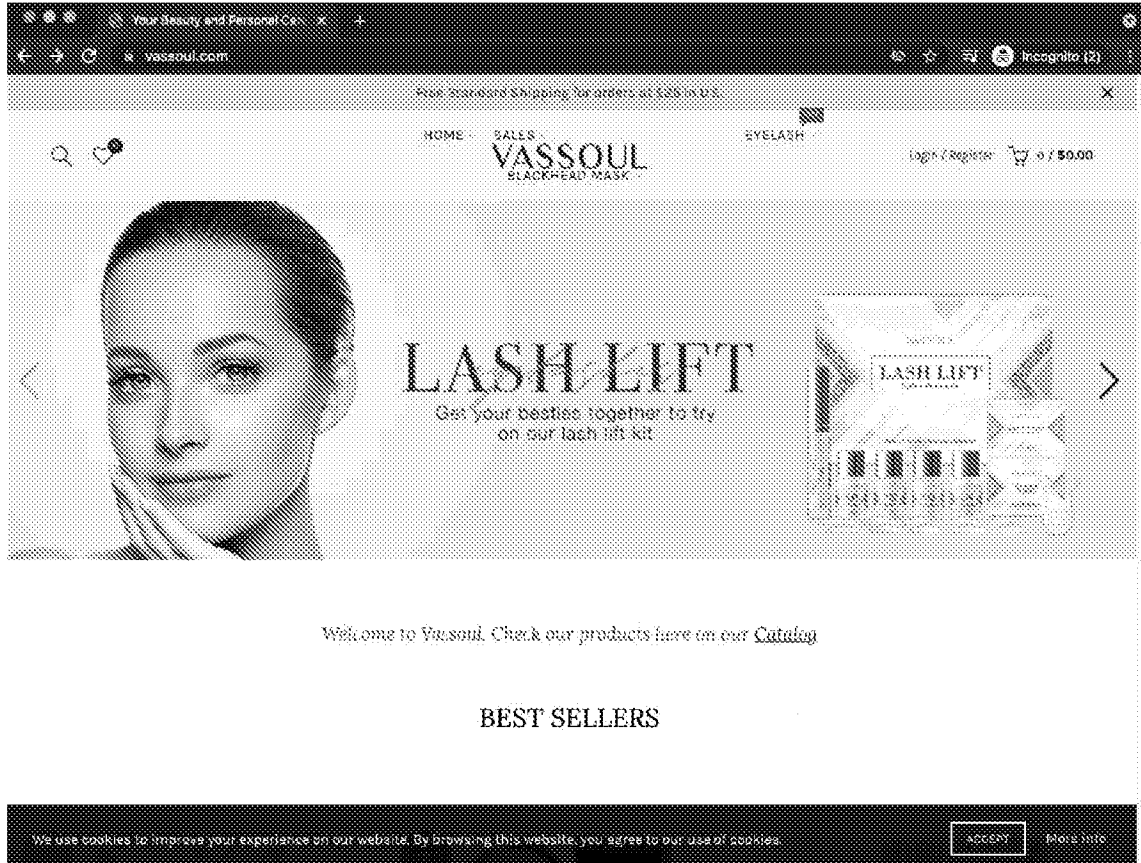 Your Beauty and Personal Ca
vassoul.com
Incognito (2)
Free Standard Shipping for orders at $25 in U.S.
HOME SALES EYELASH
0
VASSOUL
Login / Register 0 / $0.00
BLACKHEAD MASK
LASH LIFT
Get your besties together to try
on our lash lift kit
LASH LIFT
Welcome to Vassoul. Check our products here on our Catalog
BEST SELLERS
We use cookies to improve your experience on our website. By browsing this website, you agree to our use of cookies.
ACCEPT
More info